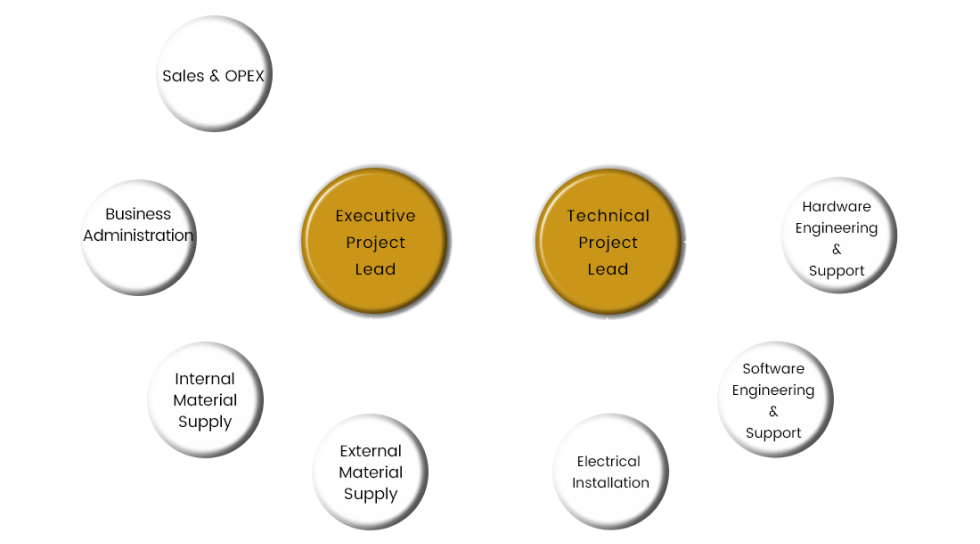 Sales & OPEX
Business
Administration
Executive
Project
Lead
Technical
Project
Lead
Hardware
Engineering
&
Support
Internal
Material
Supply
Software
Engineering
&
Support
External
Material
Supply
Electrical
Installation